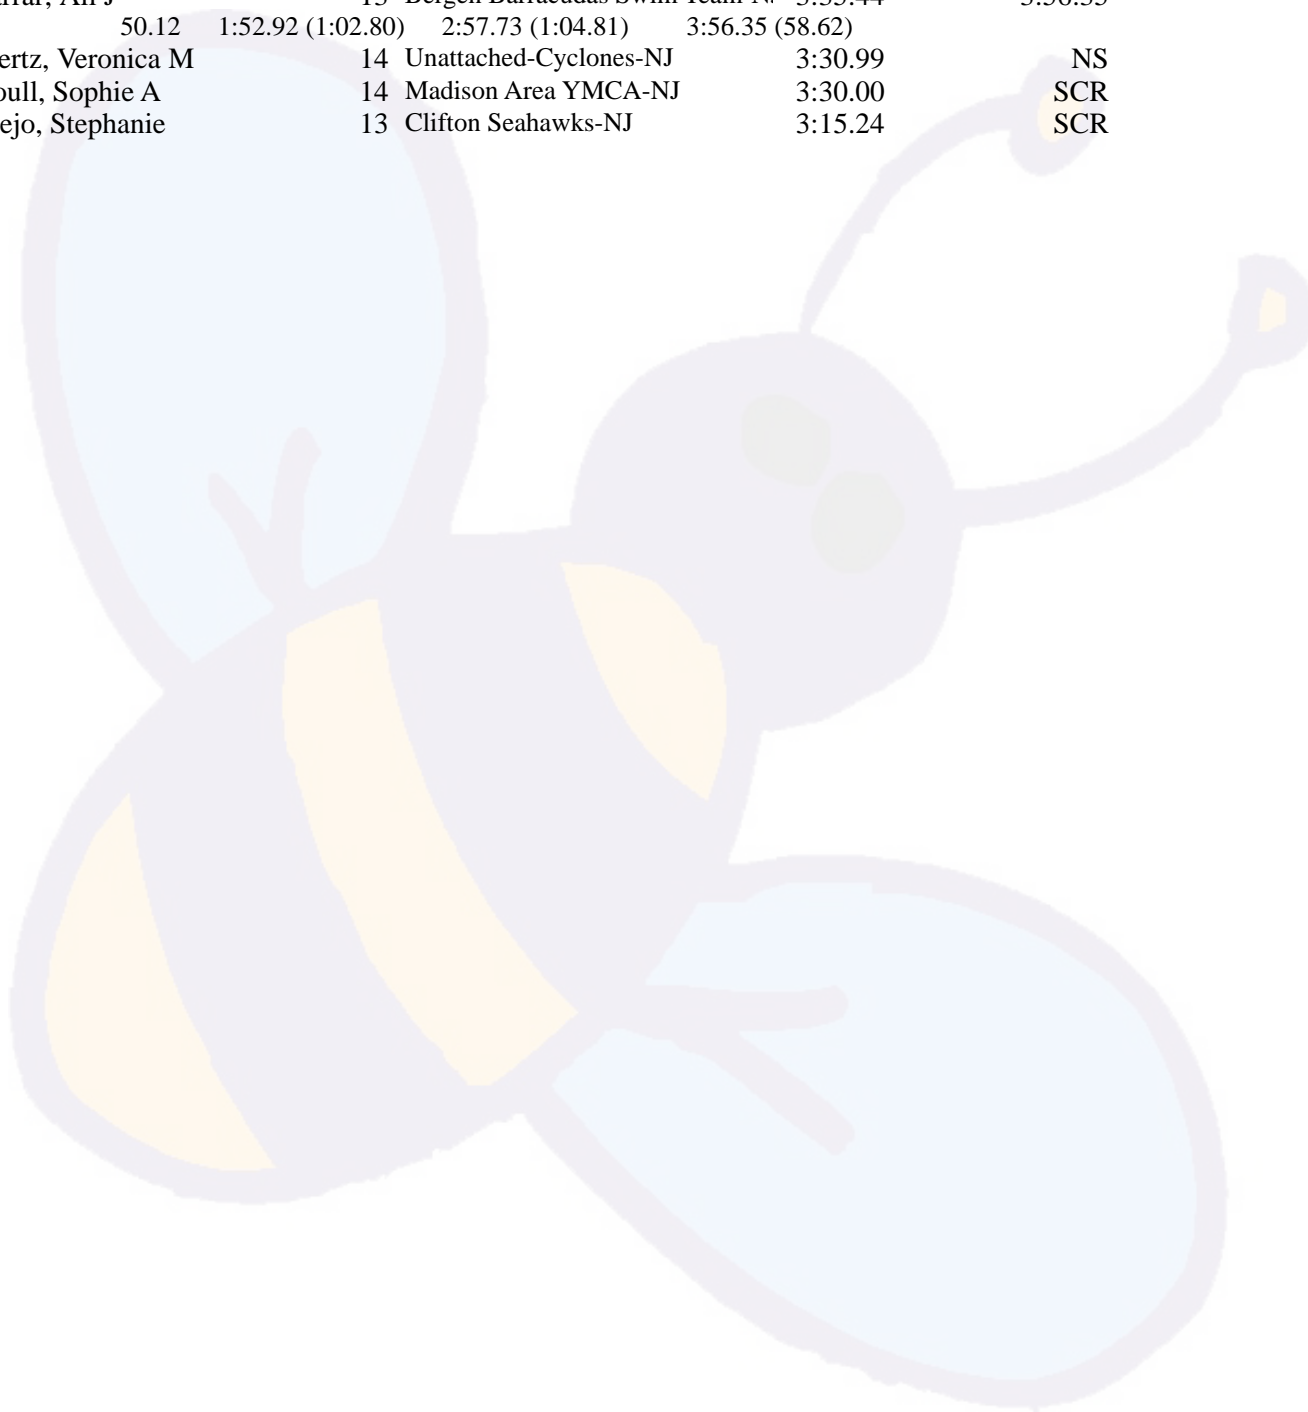 50.12 1:52.92 (1:02.80) 2:57.73 (1:04.81) 3:56.35 (58.62)
ertz, Veronica M 14 Unattached-Cyclones-NJ 3:30.99 NS
oull, Sophie A 14 Madison Area YMCA-NJ 3:30.00 SCR
ejo, Stephanie 13 Clifton Seahawks-NJ 3:15.24 SCR